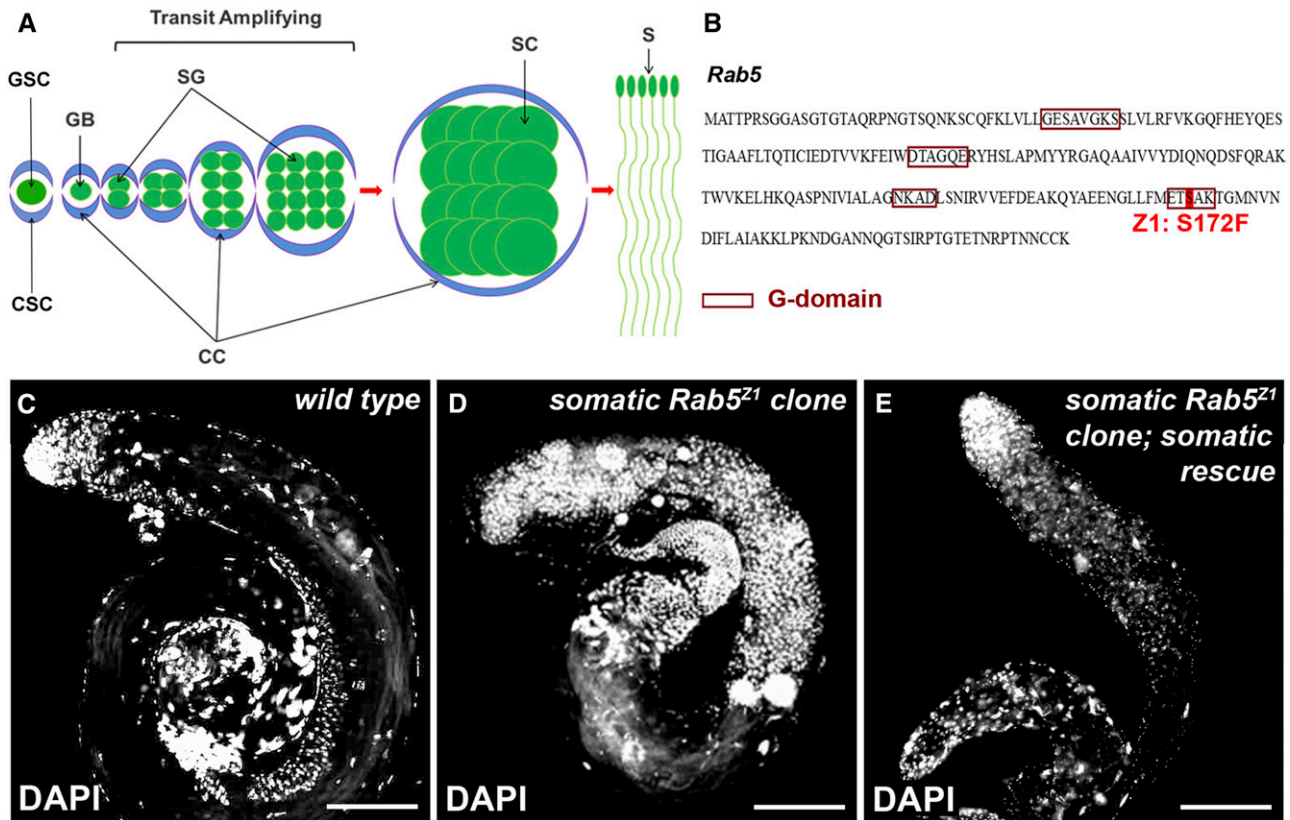 A
Transit Amplifying
GSC
GB
SG
SC
S
CSC
CC
B
Rab5
MATTPRSGGASGTGTAQRPNGTSQNKSCQFKLVLLGESAVGKSSLVLRFVKGQFHEYQES
TIGAAFLTQTICIEDTVVKFEIWDTAGQERYHSLAPMYYRGAQAAIVVYDIQNQDSFQRAK
TWVKELHKQASPNIVIALAGNKADLSNIRVVEFDEAKQYAEENGLLFMETSAKTGMNVN
DIFLAIAKKLPKNDGANNQGTSIRPTGTETNRPTNNCCK
Z1: S172F
G-domain
C
wild type
DAPI
D
somatic Rab5Z1 clone
E
somatic Rab5Z1
clone; somatic
rescue
DAPI